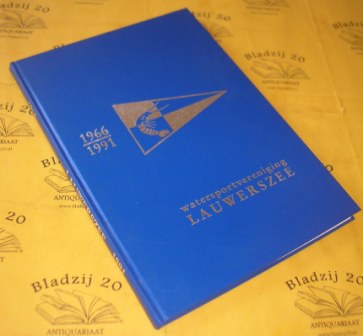 1966
1991
watersportvereniging
LAUWERSZEE
Bladzij 20
ANTIQUARIAAT
Bladzij 20
Bladzij 20
ANTIQUARIAAT
Bladzij 20
ANTIQUARIAAT